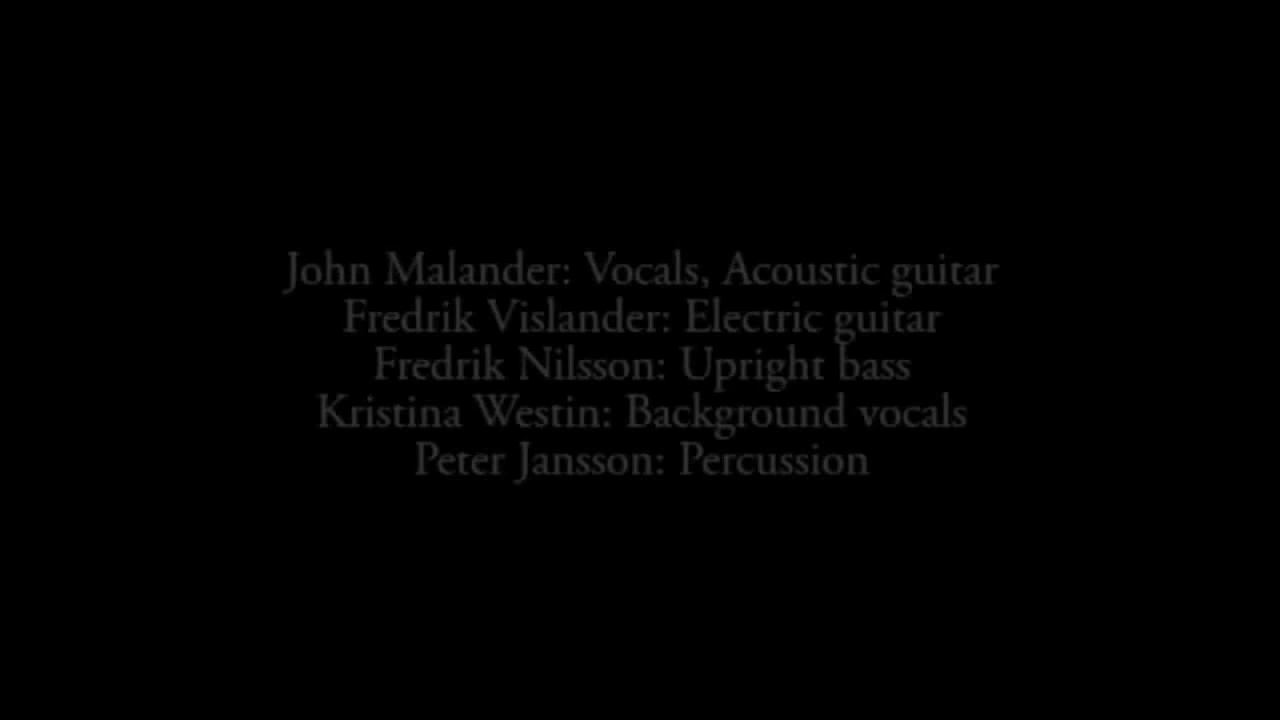 John Malander: Vocals, Acoustic guitar
Fredrik Vislander: Electric guitar
Fredrik Nilsson: Upright bass
Kristina Westin: Background vocals
Peter Jansson: Percussion